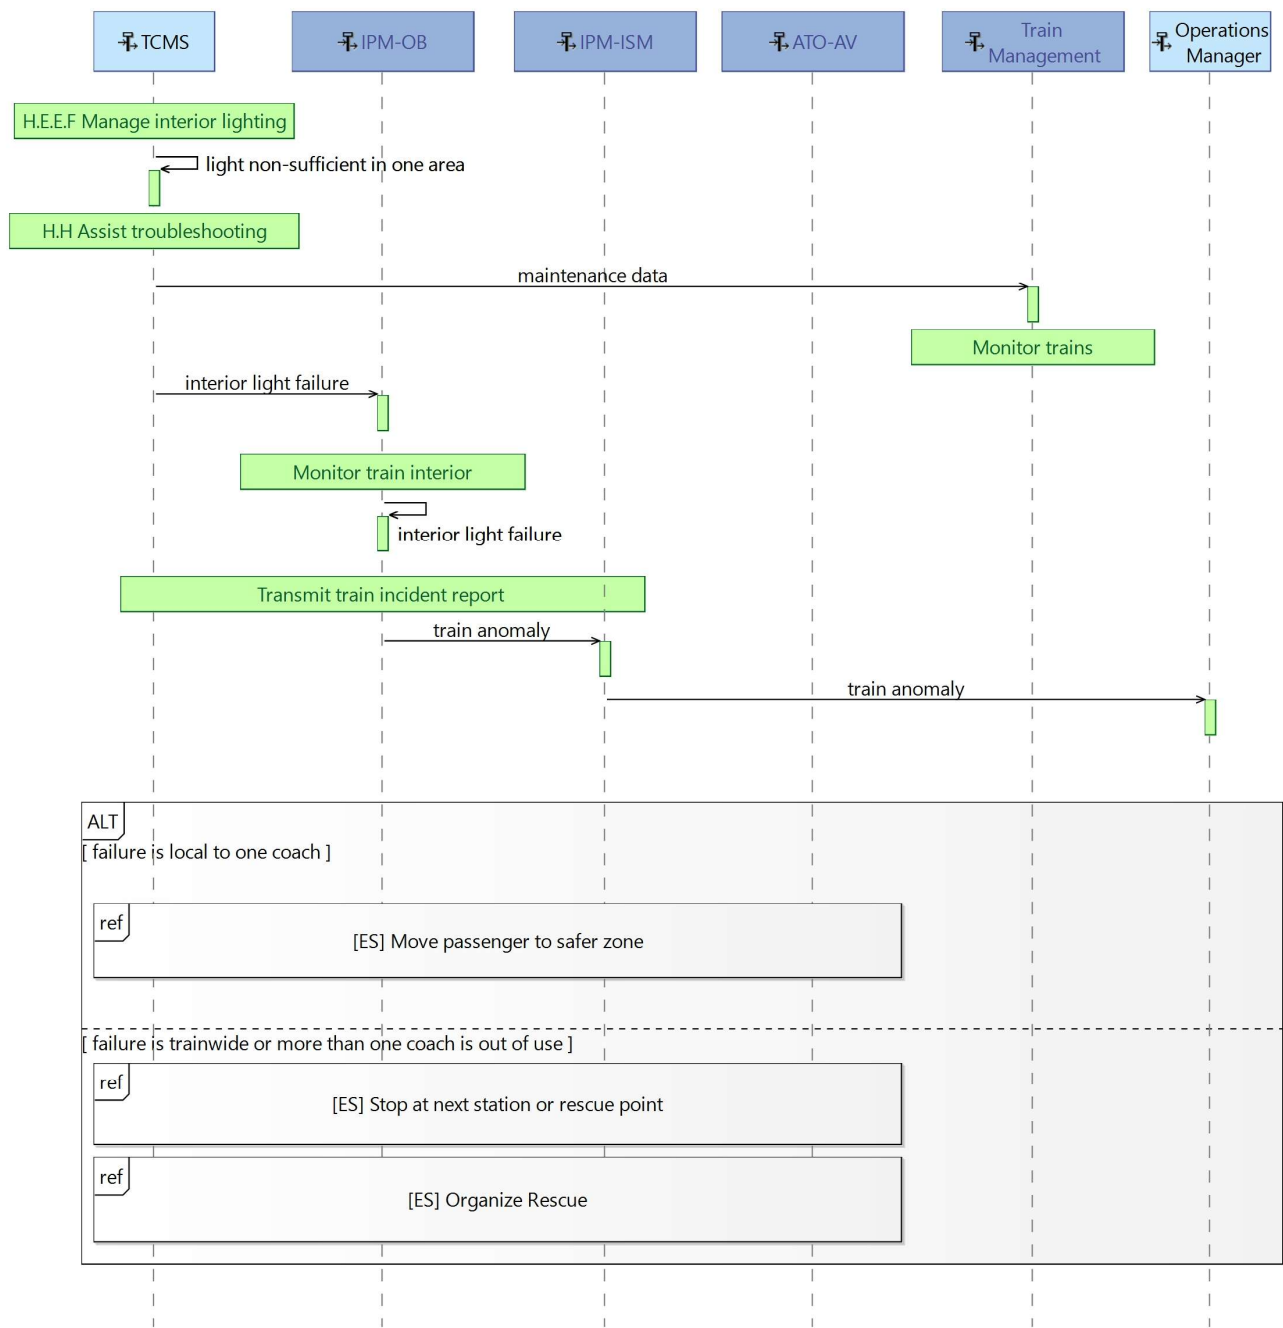 TCMS
IPM-OB
IPM-ISM
ATO-AV
Train
Management
Operations
Manager
H.E.E.F Manage interior lighting
light non-sufficient in one area
H.H Assist troubleshooting
maintenance data
Monitor trains
interior light failure
Monitor train interior
interior light failure
Transmit train incident report
train anomaly
train anomaly
ALT
[ failure is local to one coach ]
ref
[ES] Move passenger to safer zone
[ failure is trainwide or more than one coach is out of use ]
ref
[ES] Stop at next station or rescue point
ref
[ES] Organize Rescue